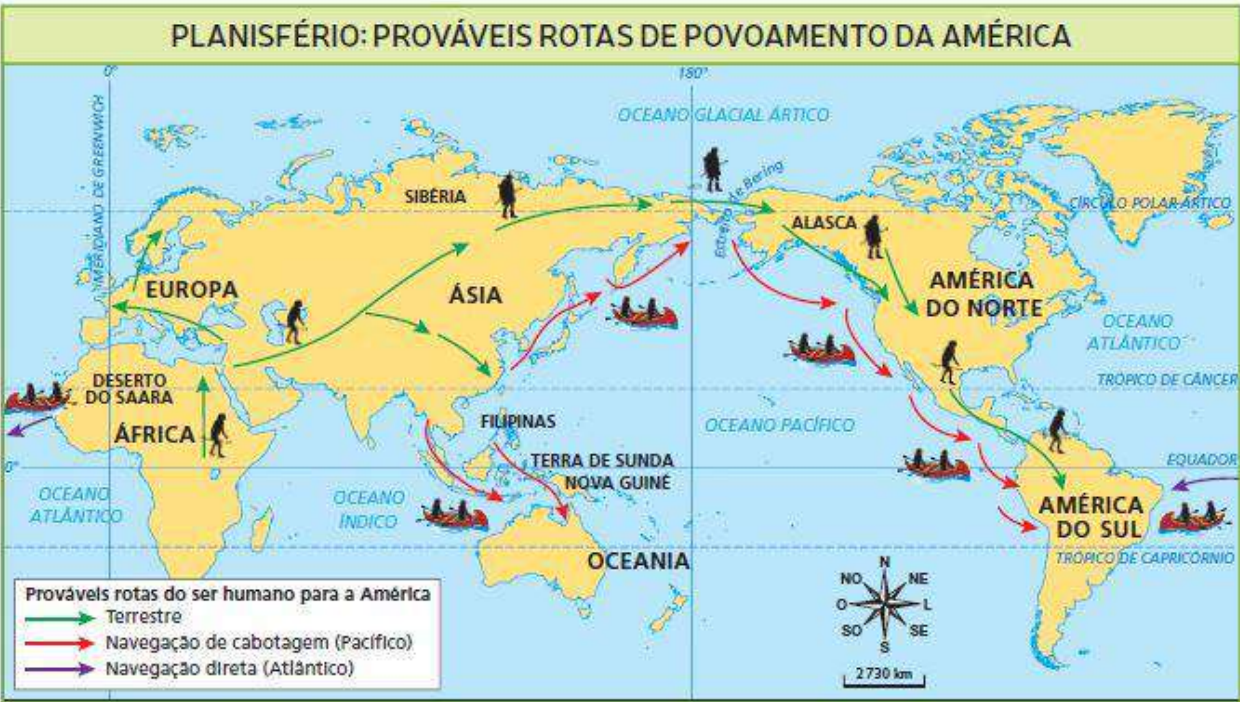 PLANISFÉRIO: PROVÁVEIS ROTAS DE POVOAMENTO DA AMÉRICA
0°
180°
MERIDIANO DE GREENWICH
OCEANO GLACIAL ÁRTICO
Estreito de Bering
SIBÉRIA
CÍRCULO POLAR ÁRTICO
ALASCA
EUROPA
ÁSIA
AMÉRICA
DO NORTE
OCEANO
ATLÂNTICO
DESERTO
DO SAARA
TRÓPICO DE CÂNCER
ÁFRICA
FILIPINAS
OCEANO PACÍFICO
TERRA DE SUNDA
NOVA GUINÉ
0°
EQUADOR
OCEANO
ATLÂNTICO
OCEANO
ÍNDICO
AMÉRICA
DO SUL
OCEANIA
TRÓPICO DE CAPRICÓRNIO
N
NO
NE
O
L
SO
SE
S
2730 km
Prováveis rotas do ser humano para a América
Terrestre
Navegação de cabotagem (Pacífico)
Navegação direta (Atlântico)